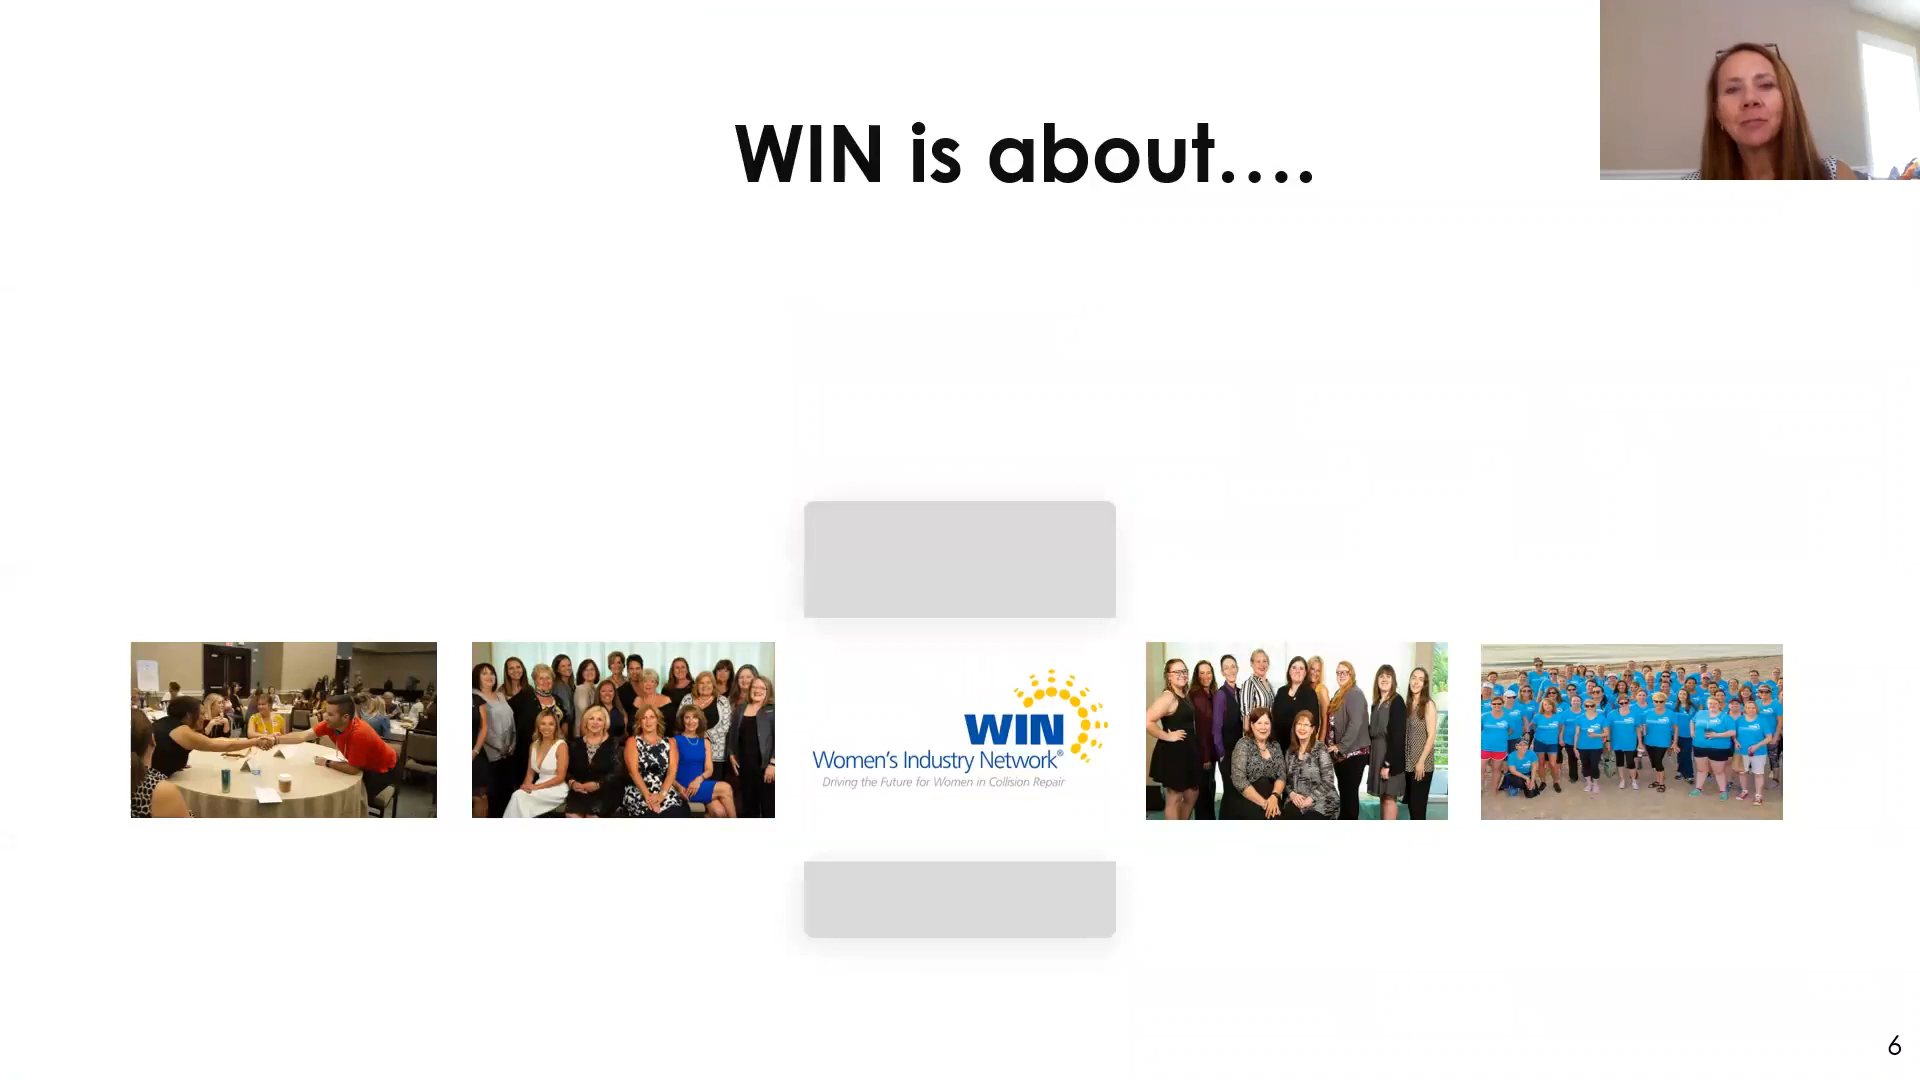 WIN is about....
WIN
Women's Industry Network®
Driving the Future for Women in Collision Repair
6